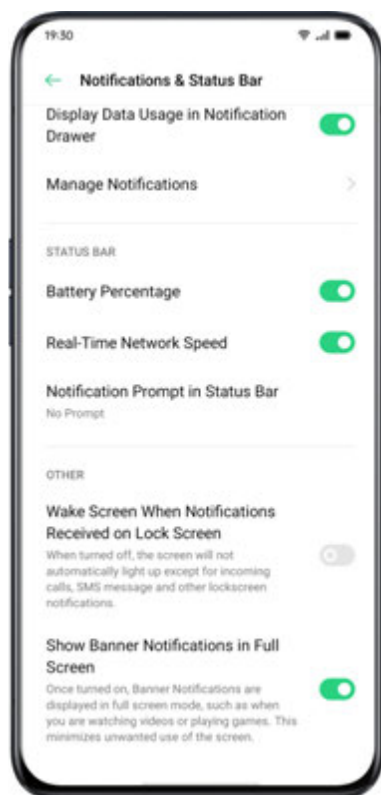 19:30
Notifications & Status Bar
Display Data Usage in Notification
Drawer
Manage Notifications
STATUS BAR
Battery Percentage
Real-Time Network Speed
Notification Prompt in Status Bar
No Prompt
OTHER
Wake Screen When Notifications
Received on Lock Screen
When turned off, the screen will not
automatically light up except for incoming
calls, SMS message and other lockscreen
notifications.
Show Banner Notifications in Full
Screen
Once turned on, Banner Notifications are
displayed in full screen mode, such as when
you are watching videos or playing games. This
minimizes unwanted use of the screen.